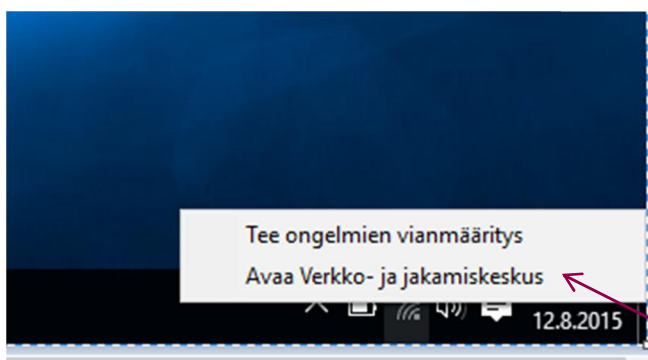 Tee ongelmien vianmääritys
Avaa Verkko- ja jakamiskeskus
12.8.2015